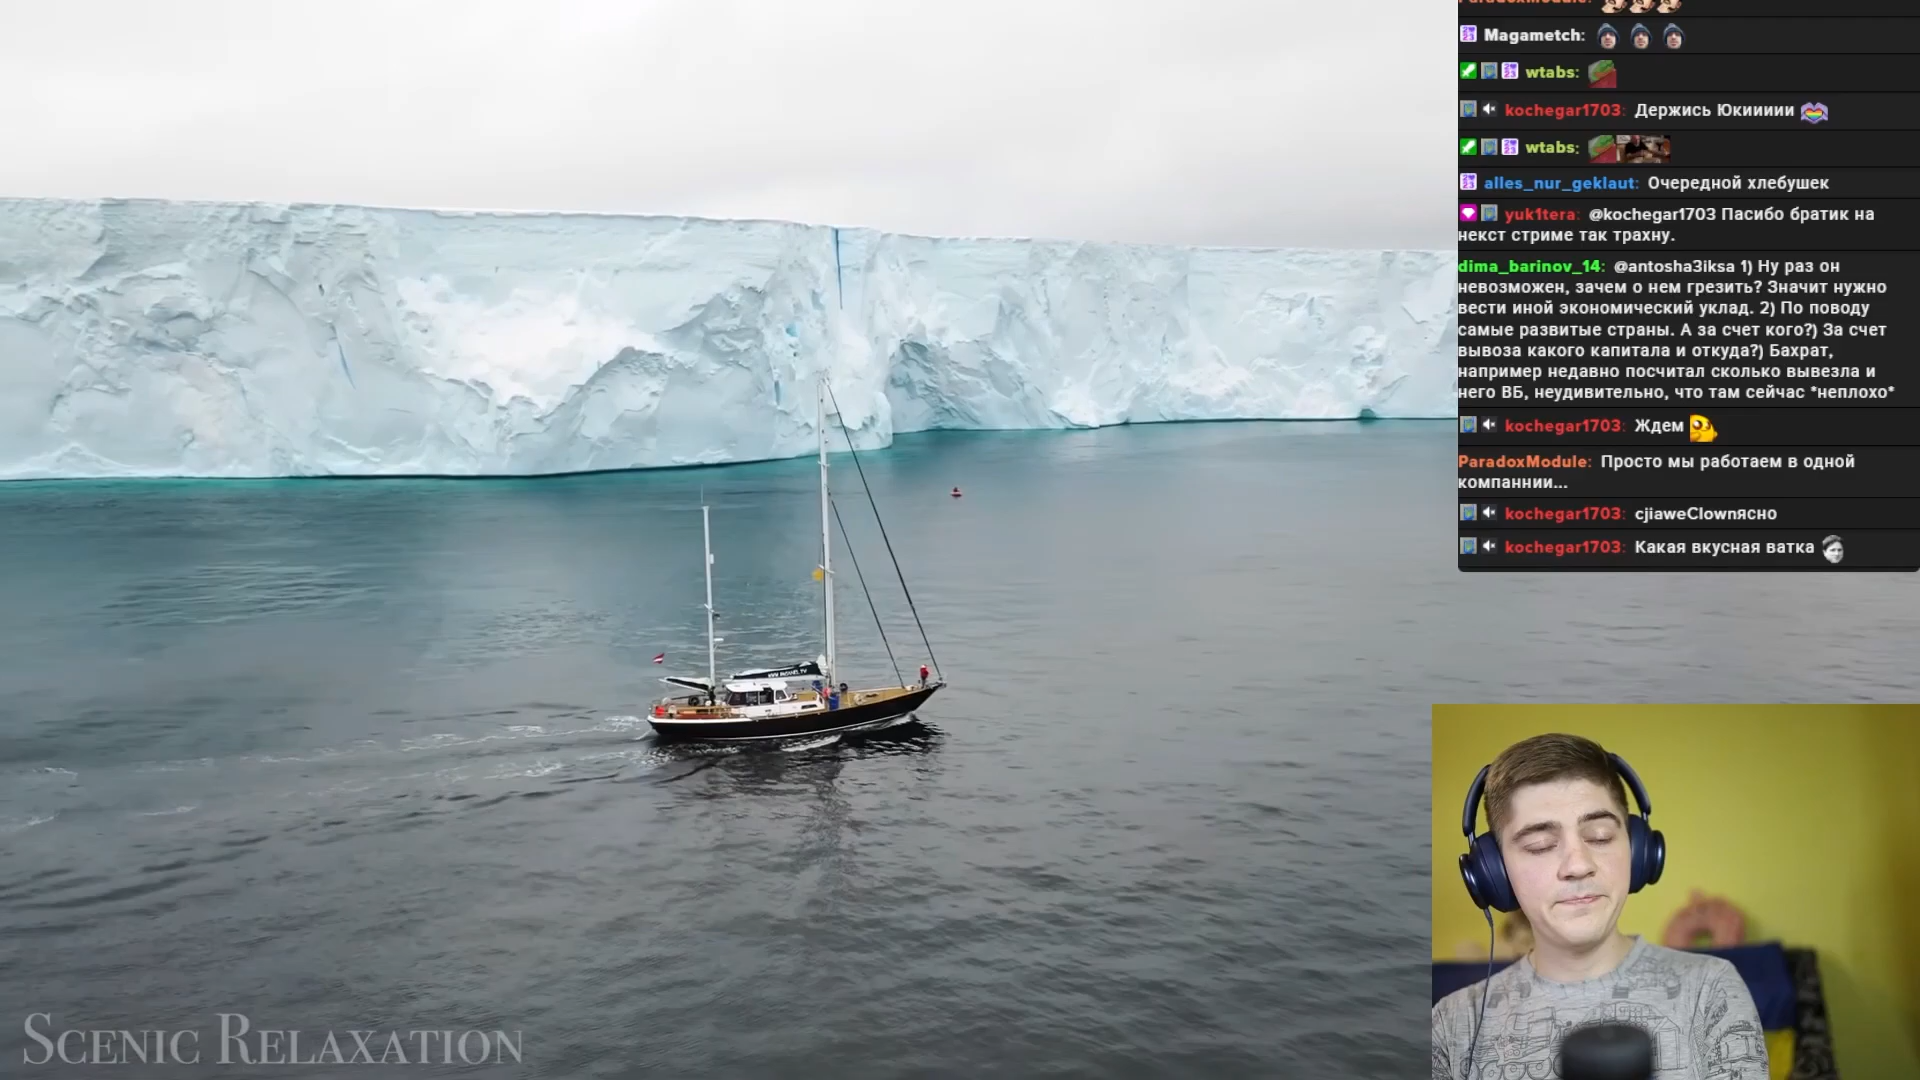 ParadoxModule:
Magametch:
wtabs:
kochegar1703: Держись Юкиииии
wtabs:
alles_nur_geklaut: Очередной хлебушек
yuk1tera: @kochegar1703 Пасибо братик на
некст стриме так трахну.
dima_barinov_14: @antosha3iksa 1) Ну раз он
невозможен, зачем о нем грезить? Значит нужно
вести иной экономический уклад. 2) По поводу
самые развитые страны. А за счет кого?) За счет
вывоза какого капитала и откуда?) Бахрат,
например недавно посчитал сколько вывезла и
него ВБ, неудивительно, что там сейчас *неплохо*
kochegar1703: Ждем
ParadoxModule: Просто мы работаем в одной
компаннии...
kochegar1703: cjiaweClownясно
kochegar1703: Какая вкусная ватка
SCENIC RELAXATION